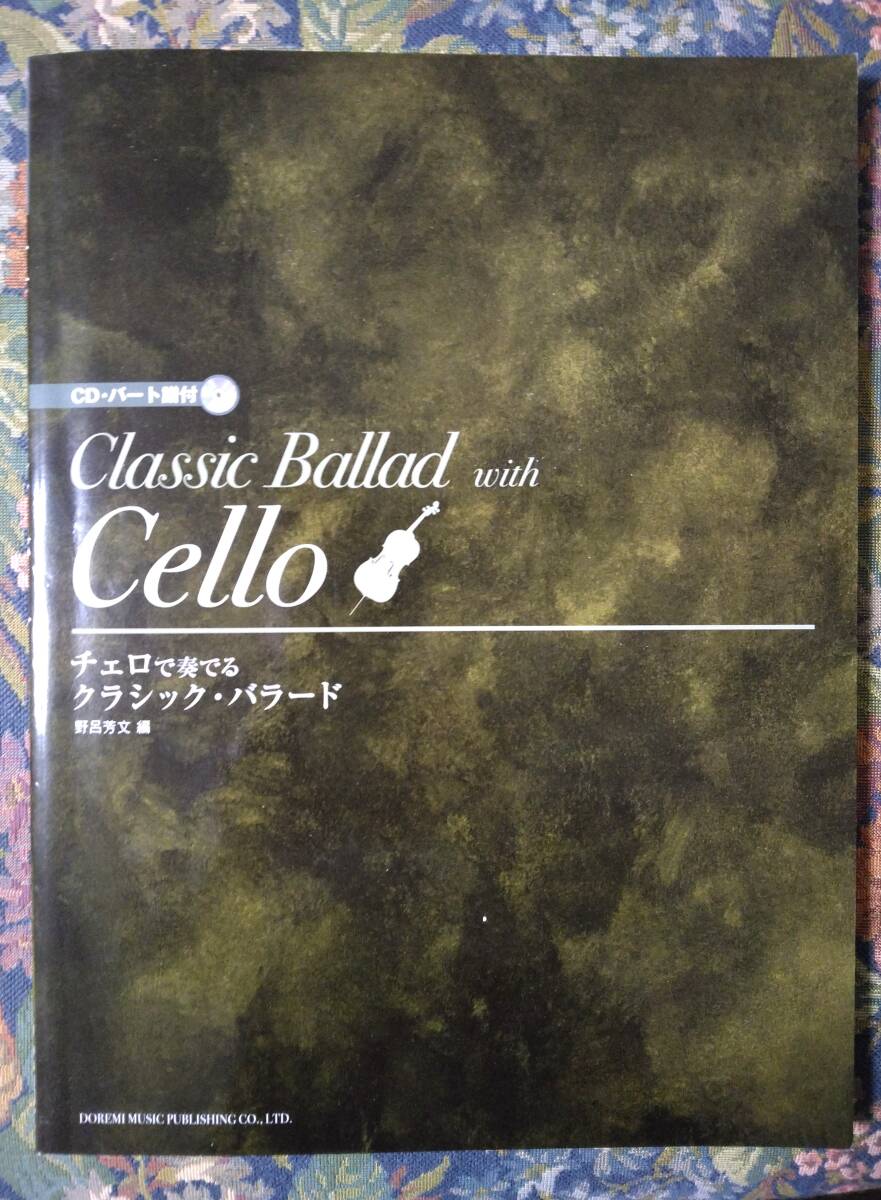 CD・パート譜付
Classic Ballad with
Cello
チェロで奏でる
クラシック・バラード
野呂芳文 編
DOREMI MUSIC PUBLISHING CO., LTD.